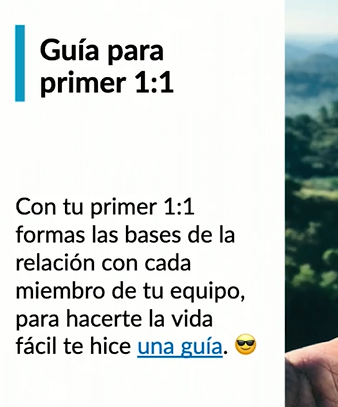 Guía para
primer 1:1
Con tu primer 1:1
formas las bases de la
relación con cada
miembro de tu equipo,
para hacerte la vida
fácil te hice una guía. 😎